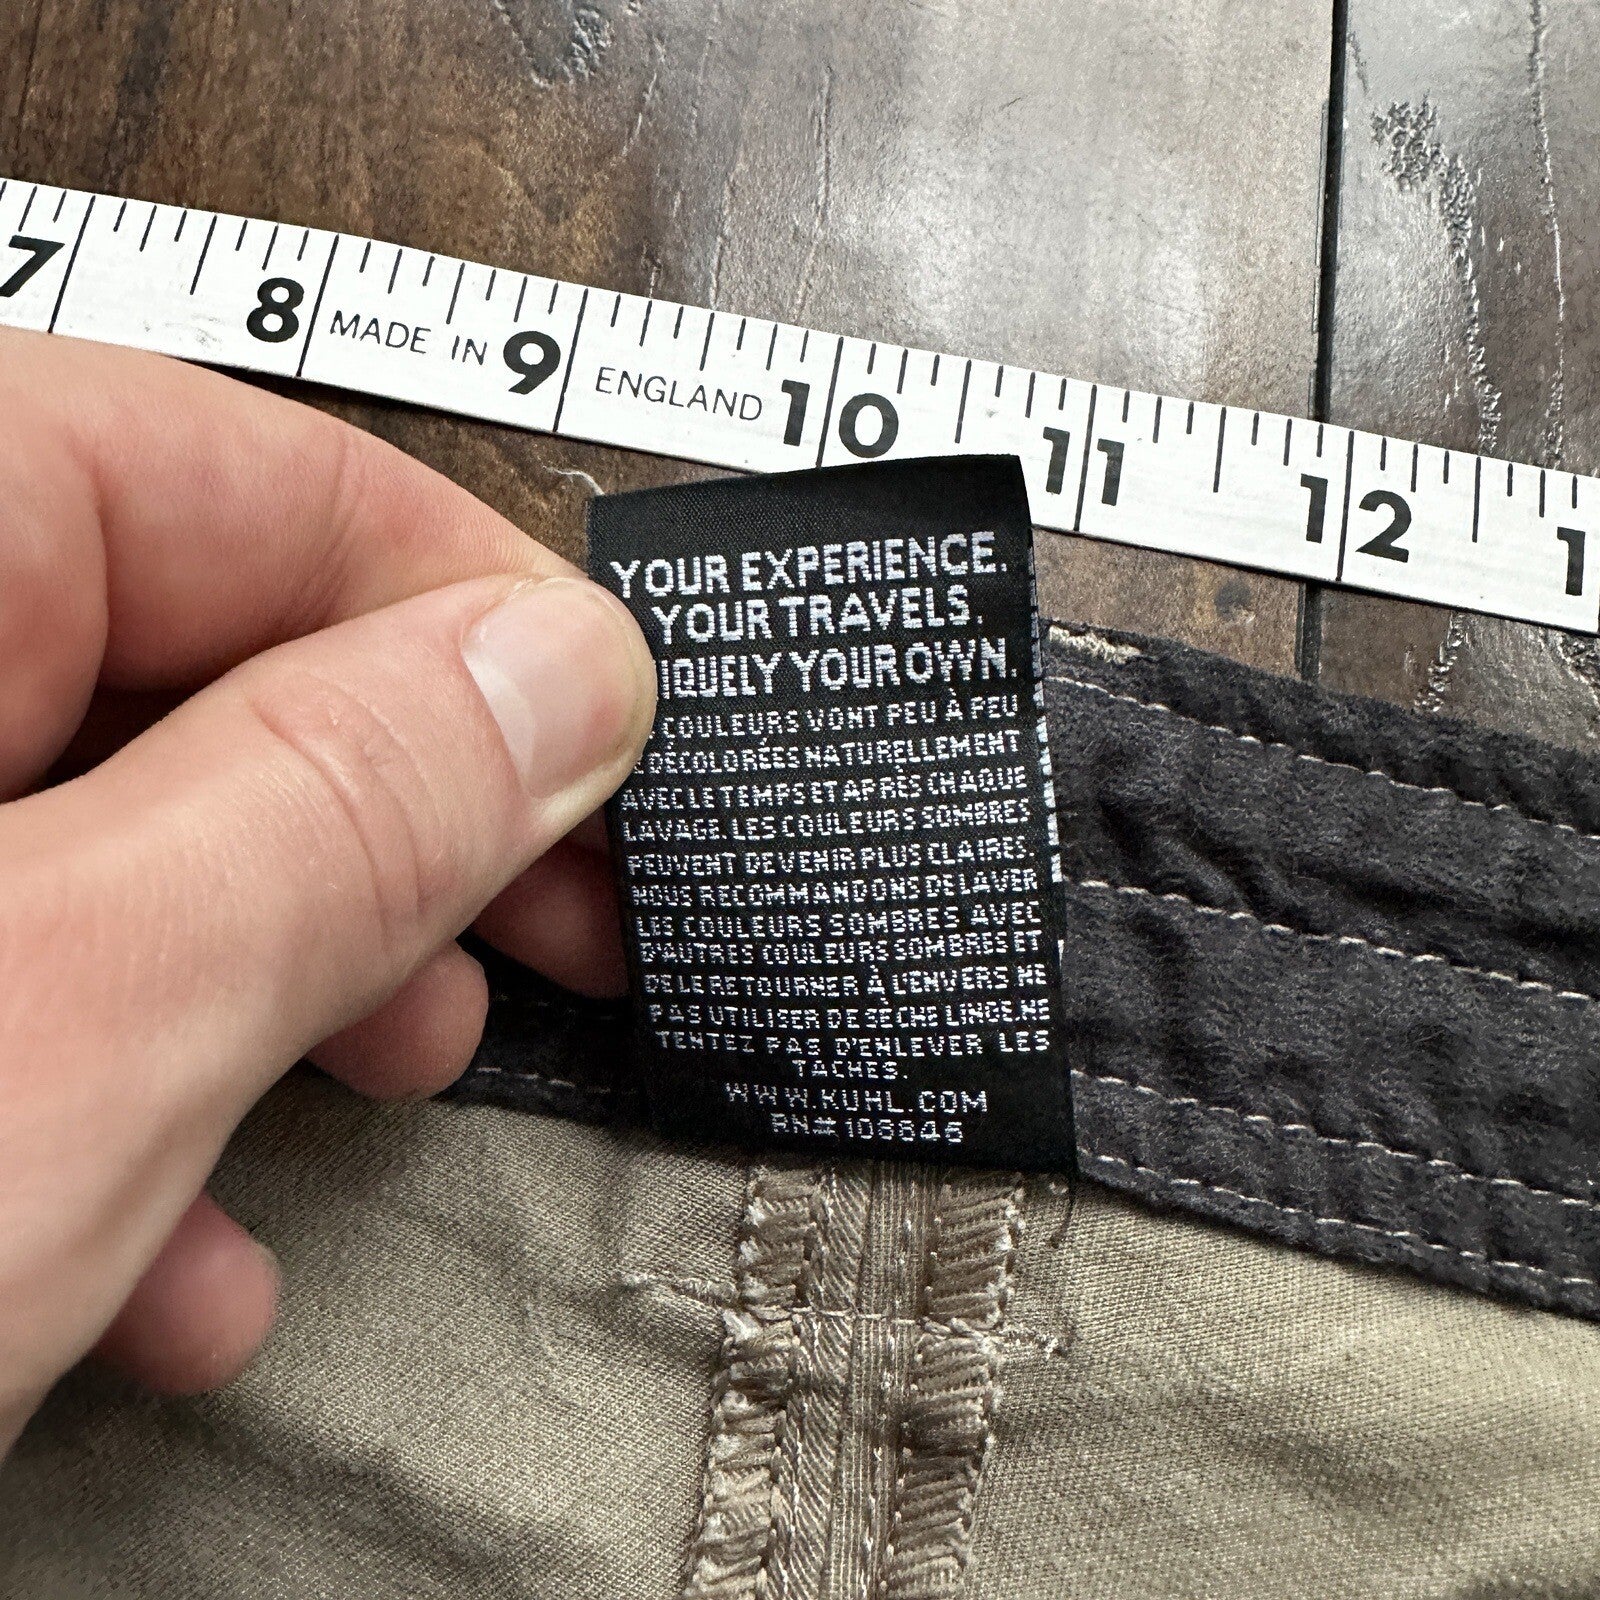 7 8 MADE IN 9 ENGLAND 10 11 12 1
YOUR EXPERIENCE.
YOUR TRAVELS.
IQUELY YOUR OWN.
COULEURS VONT PEU À PEU
DÉCOLORÉES NATURELLEMENT
AVEC LE TEMPS ET APRÈS CHAQUE
LAVAGE. LES COULEURS SOMBRES
PEUVENT DEVENIR PLUS CLAIRES.
NOUS RECOMMANDONS DE LAVER
LES COULEURS SOMBRES AVEC
D'AUTRES COULEURS SOMBRES ET
DE LE RETOURNER À L'ENVERS NE
PAS UTILISER DE SÈCHE LINGE.NE
TENTEZ PAS D'ENLEVER LES
TACHES.
WWW.KUHL.COM
RN#108846